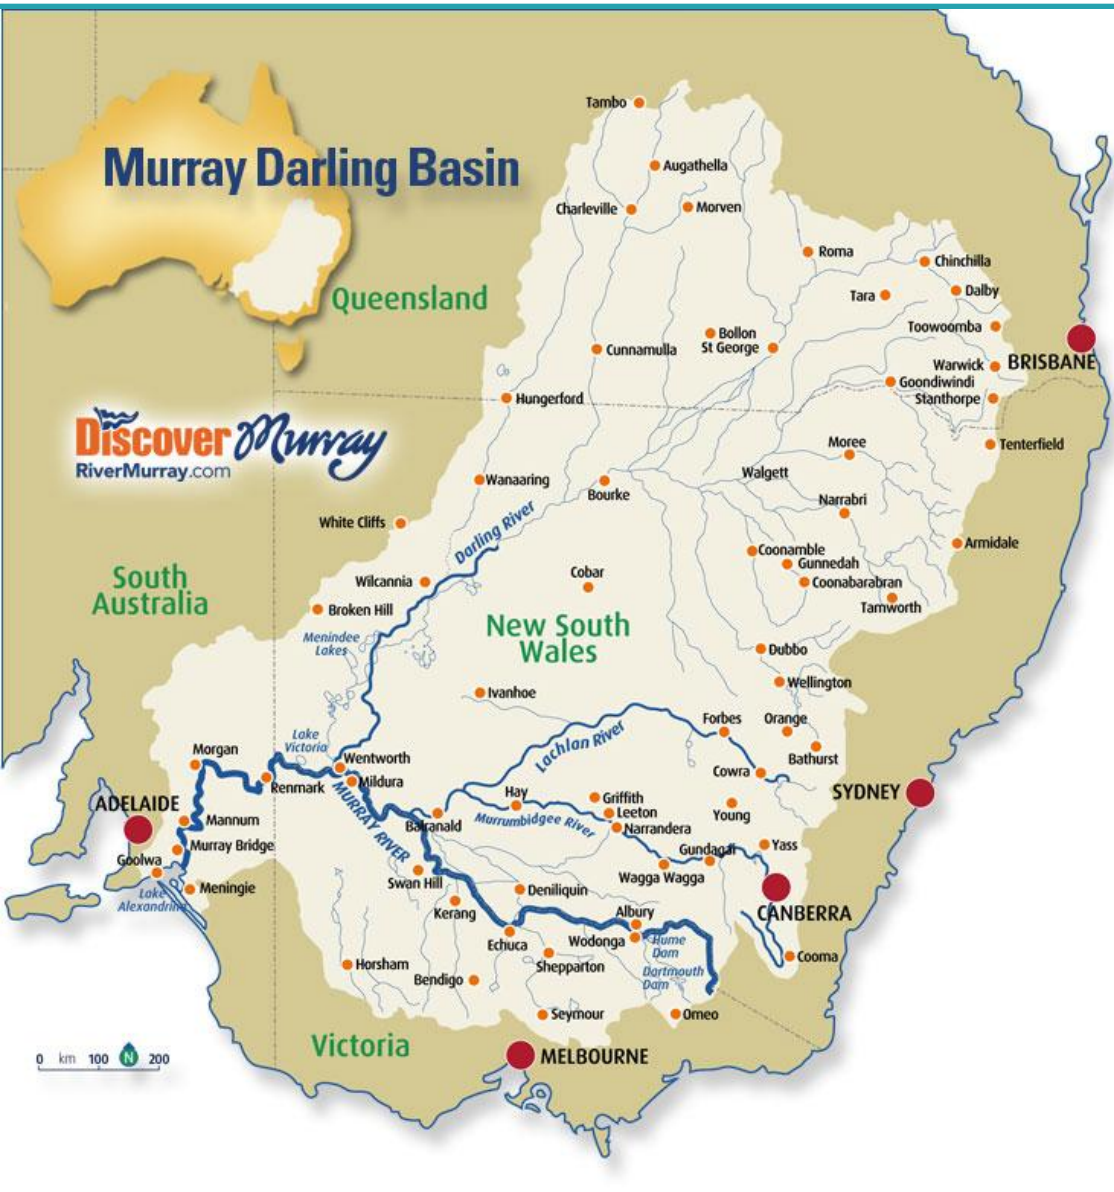 Tambo
Murray Darling Basin
Augathella
Charleville
Morven
Roma
Chinchilla
Queensland
Tara
Dalby
Toowoomba
Bollon
St George
Cunnamulla
BRISBANE
Warwick
Goondiwindi
Stanthorpe
Hungerford
Discover Murray
RiverMurray.com
Moree
Tenterfield
Walgett
Wanaaring
Bourke
Narrabri
White Cliffs
Darling River
Armidale
Coonamble
Gunnedah
South
Australia
Wilcannia
Cobar
Coonabarabran
Tamworth
Broken Hill
New South
Wales
Menindee
Lakes
Dubbo
Wellington
Ivanhoe
Forbes
Orange
Lachlan River
Lake
Victoria
Morgan
Wentworth
Bathurst
Cowra
Renmark
Mildura
Hay
Griffith
SYDNEY
ADELAIDE
MURRAY RIVER
Leeton
Young
Mannum
Balranald
Murrumbidgee River
Narrandera
Murray Bridge
Gundagai
Yass
Goolwa
Swan Hill
Wagga Wagga
Meningie
Deniliquin
Lake
Alexandrina
Kerang
Albury
CANBERRA
Echuca
Wodonga
Hume
Dam
Cooma
Horsham
Shepparton
Dartmouth
Dam
Bendigo
Seymour
Omeo
Victoria
MELBOURNE
0 km 100 N 200